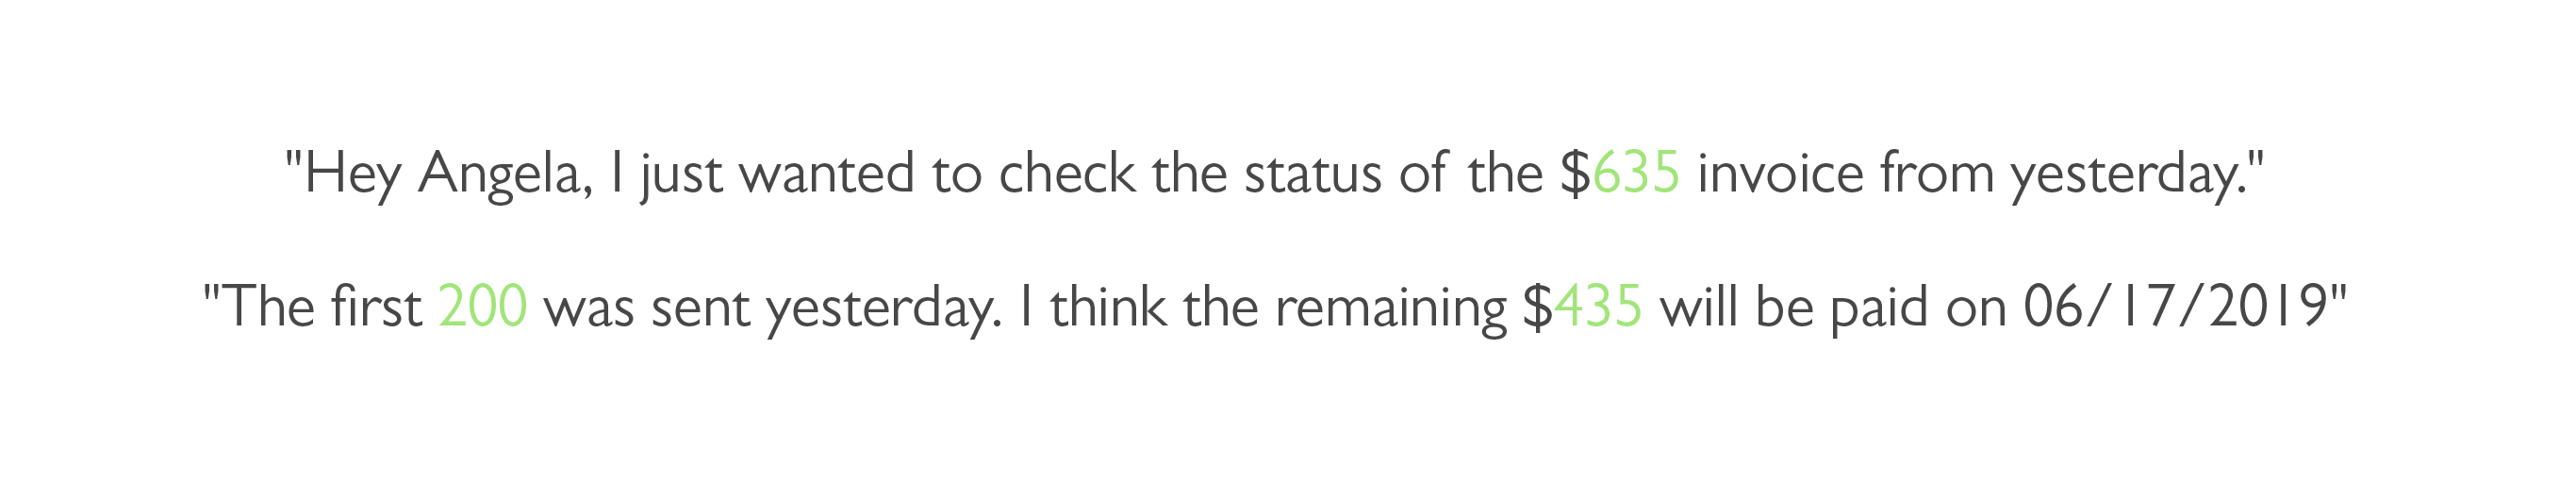 "Hey Angela, I just wanted to check the status of the $635 invoice from yesterday."
"The first 200 was sent yesterday. I think the remaining $435 will be paid on 06/17/2019"